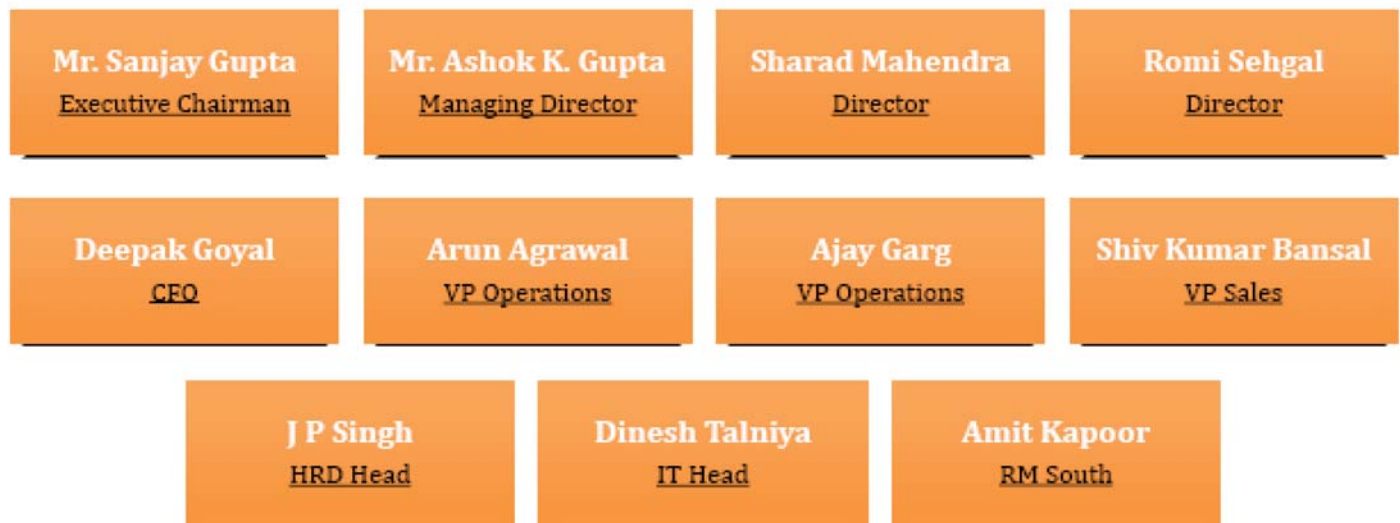 Mr. Sanjay Gupta
Executive Chairman
Mr. Ashok K. Gupta
Managing Director
Sharad Mahendra
Director
Romi Sehgal
Director
Deepak Goyal
CFO
Arun Agrawal
VP Operations
Ajay Garg
VP Operations
Shiv Kumar Bansal
VP Sales
J P Singh
HRD Head
Dinesh Talniya
IT Head
Amit Kapoor
RM South